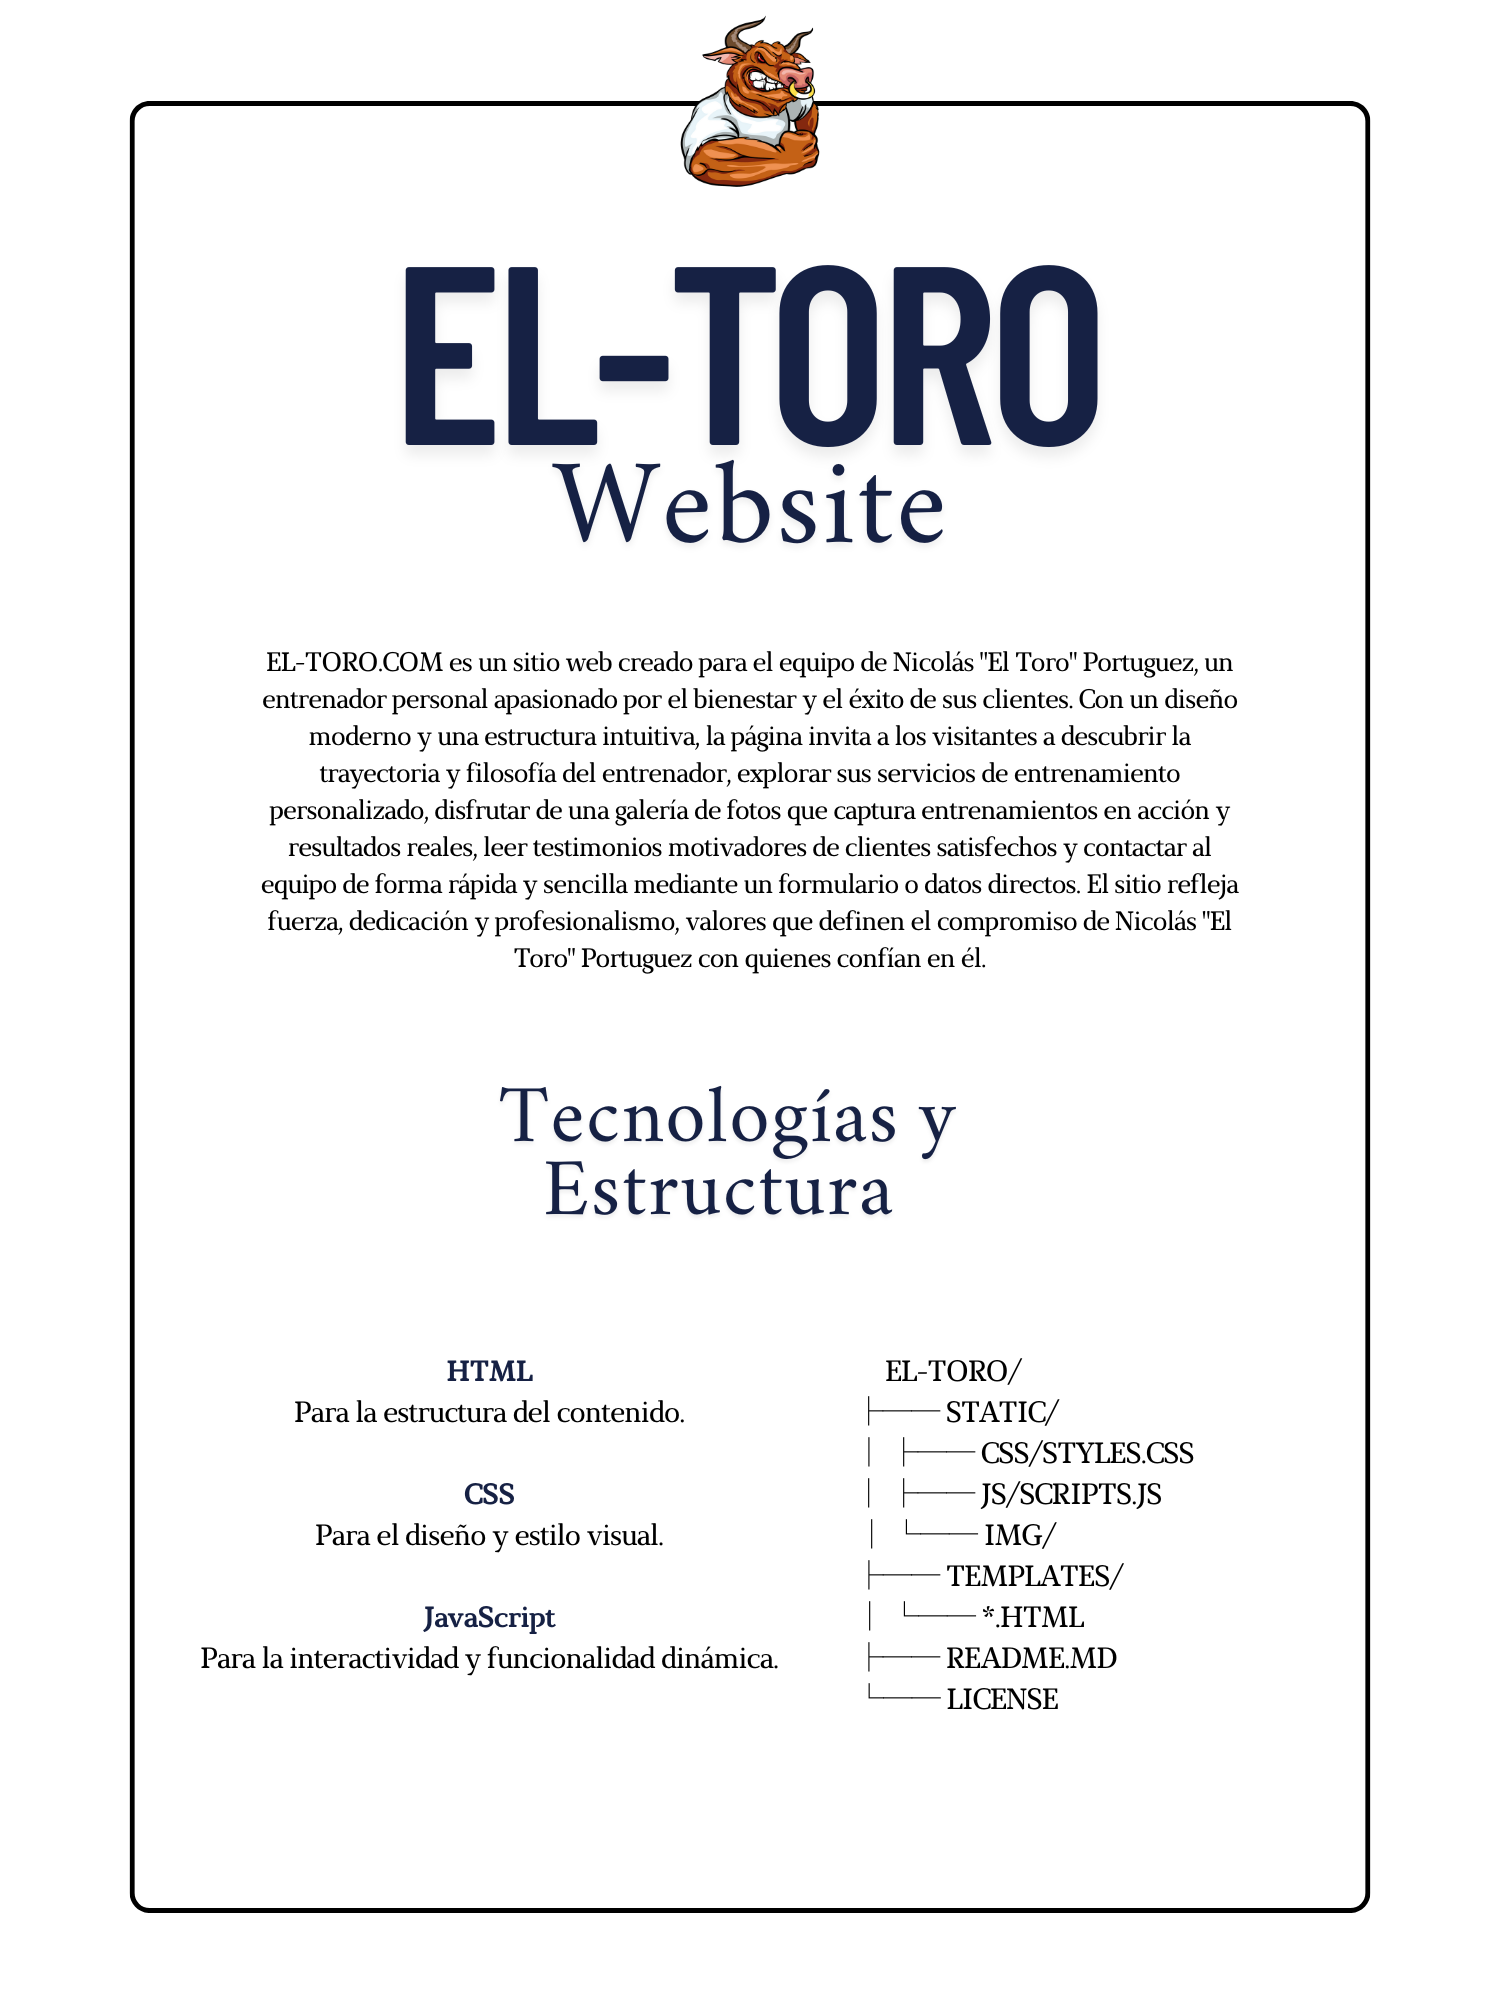 EL-TORO
Website
EL-TORO.COM es un sitio web creado para el equipo de Nicolás "El Toro" Portuguez, un
entrenador personal apasionado por el bienestar y el éxito de sus clientes. Con un diseño
moderno y una estructura intuitiva, la página invita a los visitantes a descubrir la
trayectoria y filosofía del entrenador, explorar sus servicios de entrenamiento
personalizado, disfrutar de una galería de fotos que captura entrenamientos en acción y
resultados reales, leer testimonios motivadores de clientes satisfechos y contactar al
equipo de forma rápida y sencilla mediante un formulario o datos directos. El sitio refleja
fuerza, dedicación y profesionalismo, valores que definen el compromiso de Nicolás "El
Toro" Portuguez con quienes confían en él.
Tecnologías y
Estructura
HTML
Para la estructura del contenido.
CSS
Para el diseño y estilo visual.
JavaScript
Para la interactividad y funcionalidad dinámica.
EL-TORO/
├── STATIC/
│ ├── CSS/STYLES.CSS
│ ├── JS/SCRIPTS.JS
│ └── IMG/
├── TEMPLATES/
│ └── *.HTML
├── README.MD
└── LICENSE